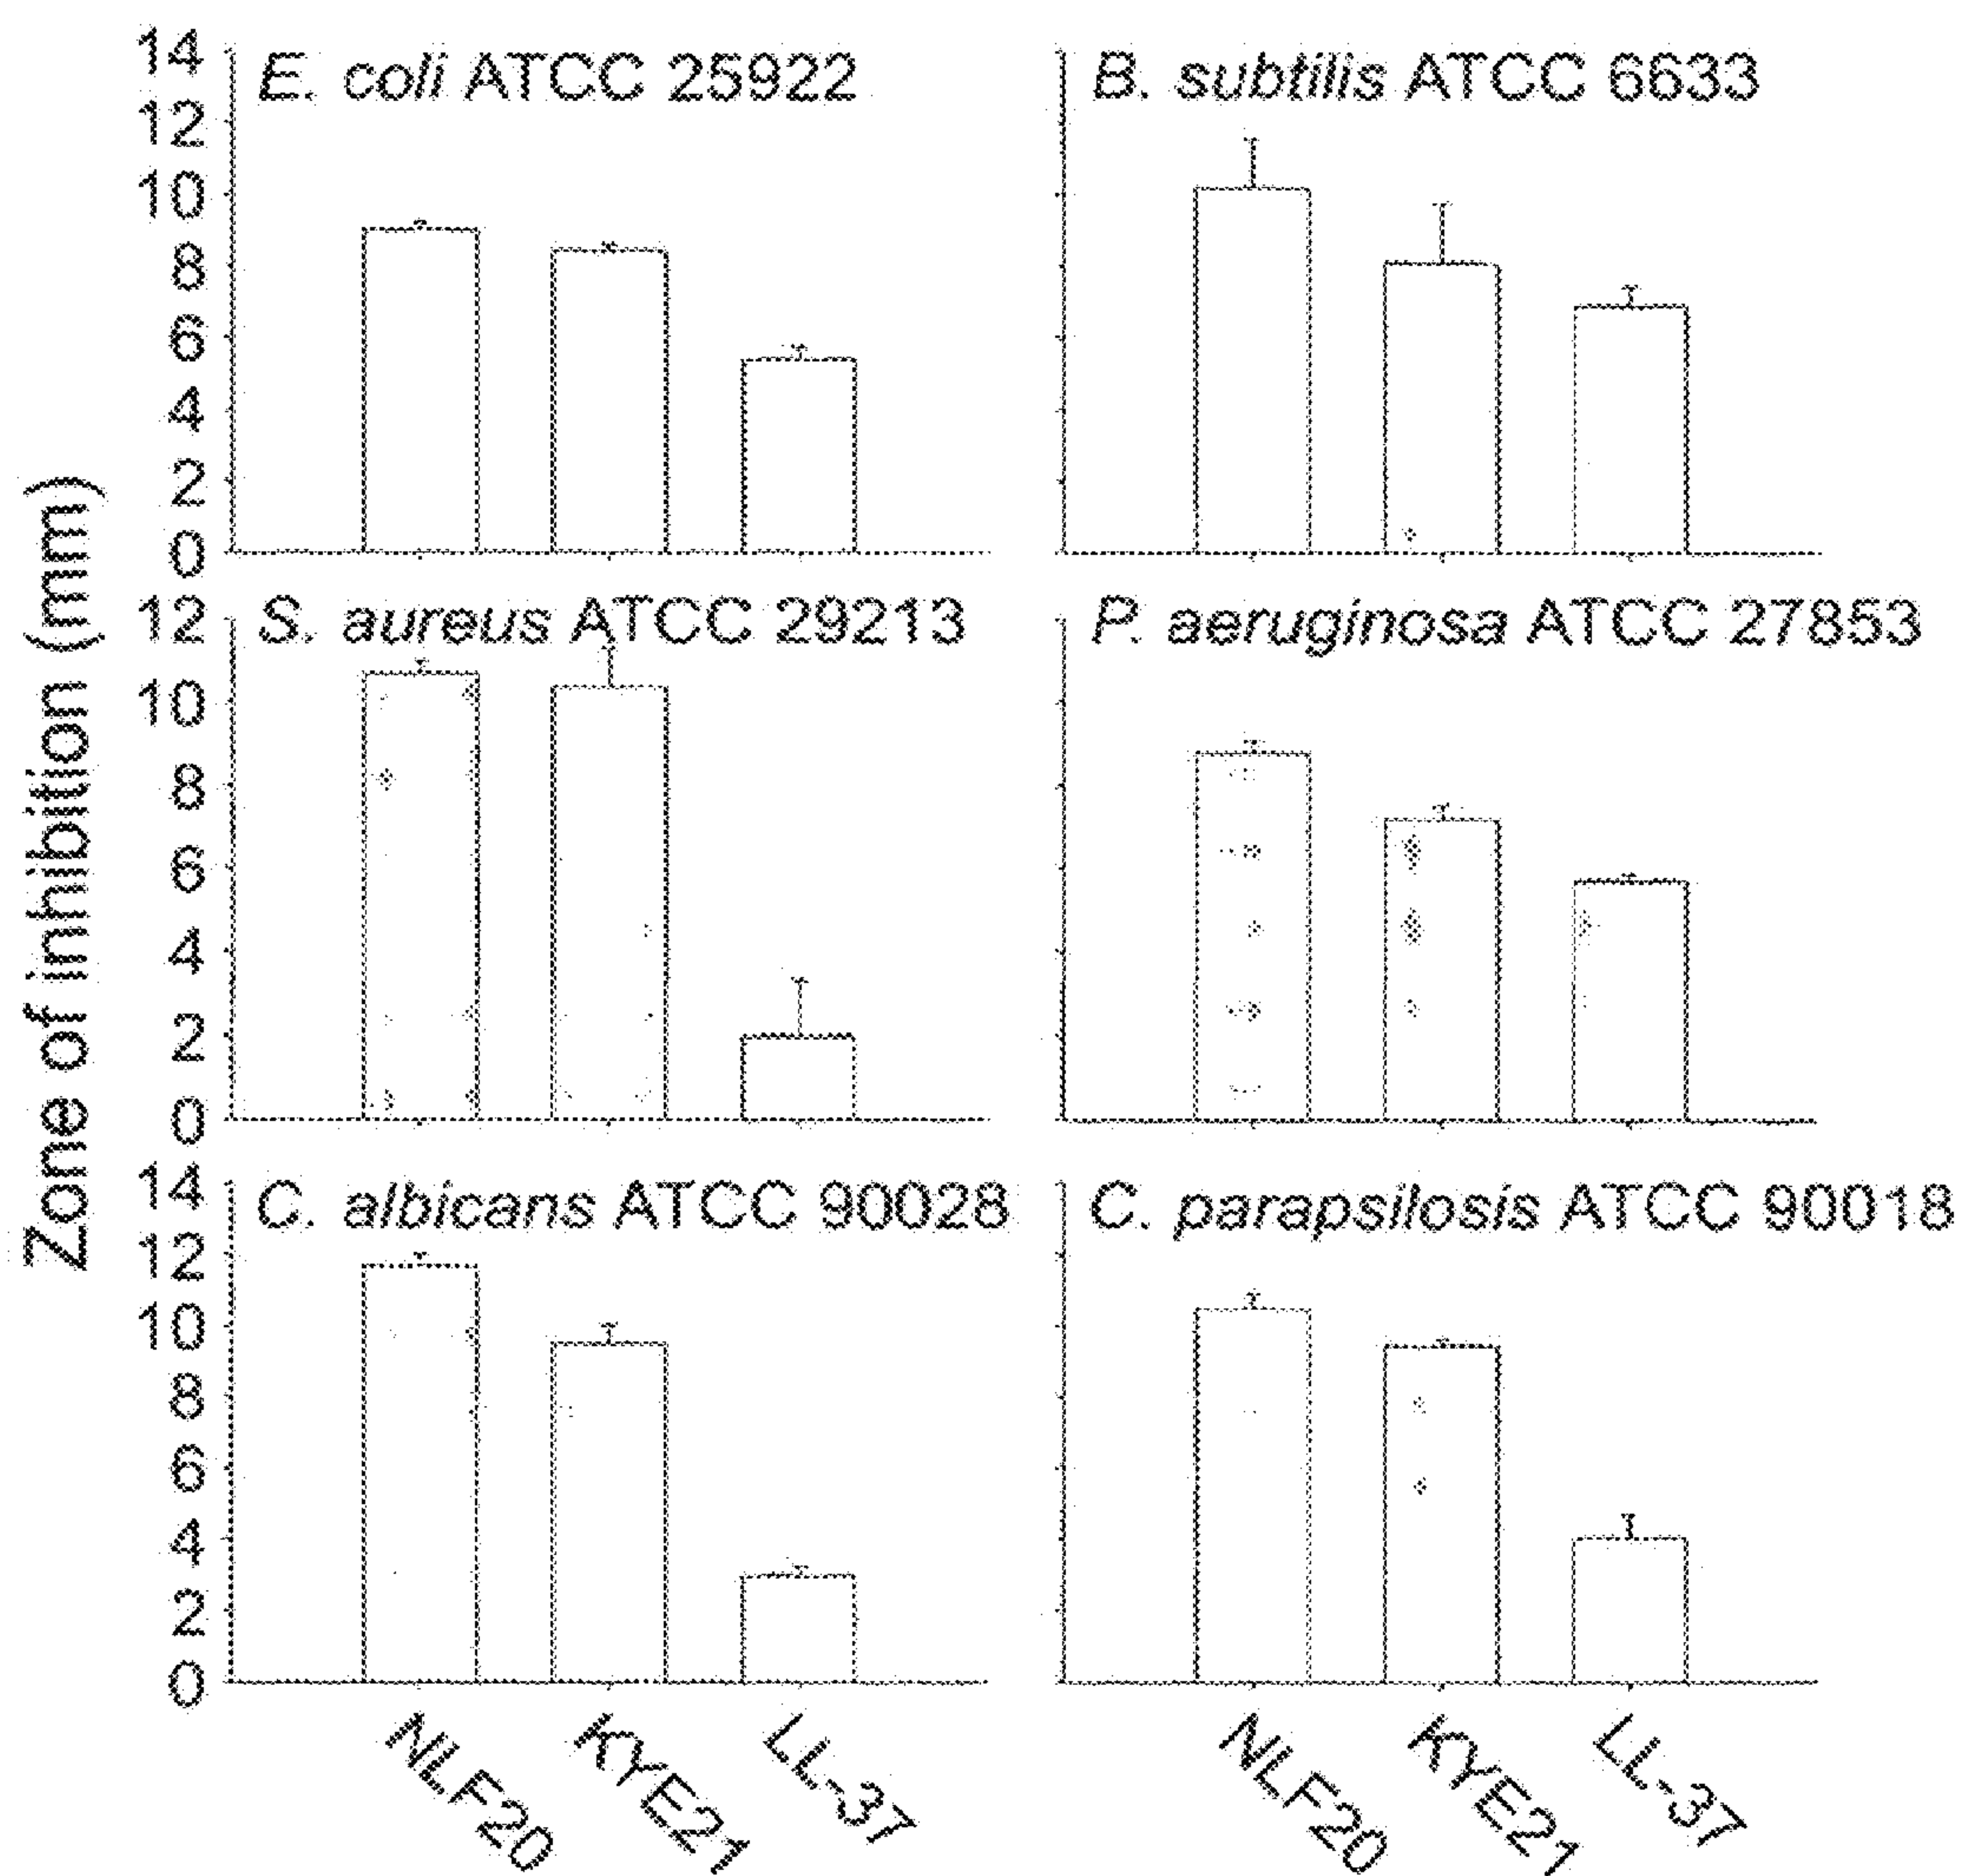 Zone of inhibition (mm)
E. coli ATCC 25922
14
12
10
8
6
4
2
0
B. subtilis ATCC 6633
S. aureus ATCC 29213
12
10
8
6
4
2
0
P. aeruginosa ATCC 27853
C. albicans ATCC 90028
14
12
10
8
6
4
2
0
C. parapsilosis ATCC 90018
NLF20
KYE21
LL-37
NLF20
KYE21
LL-37